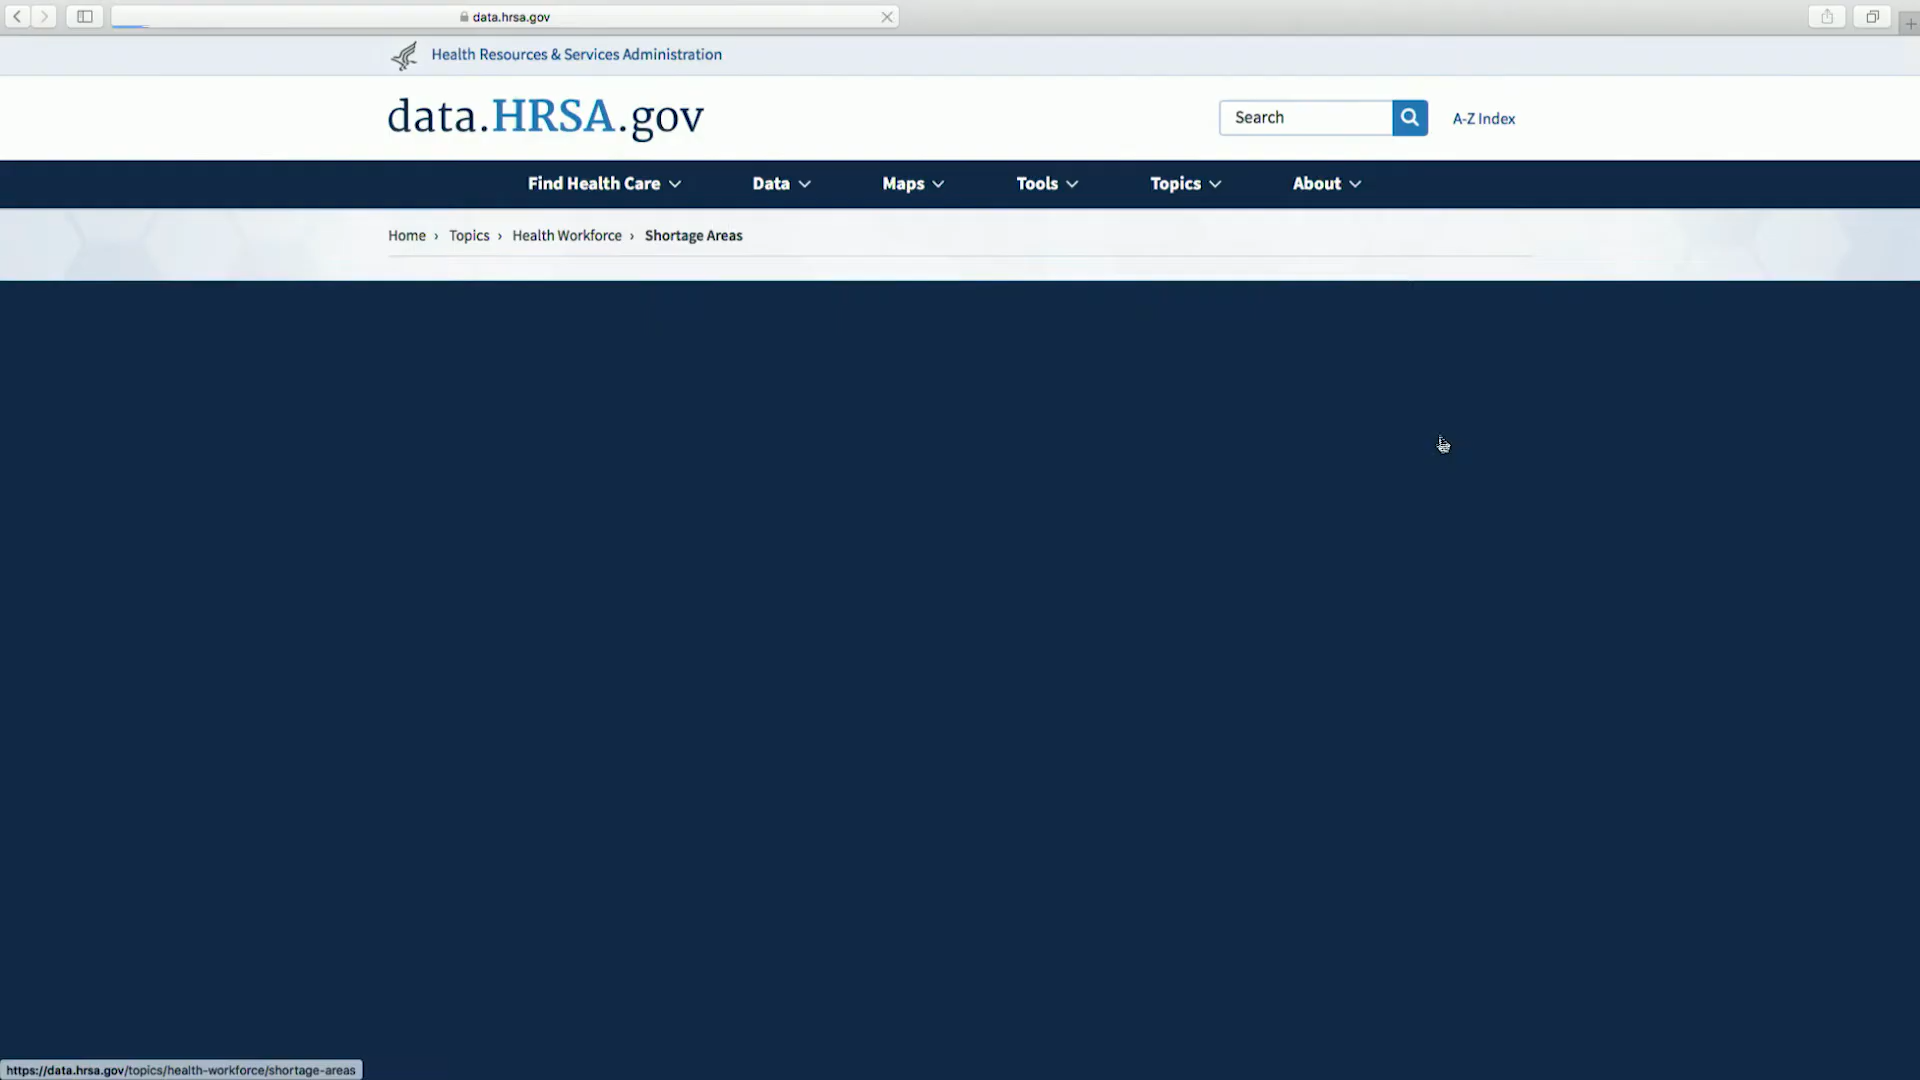 data.hrsa.gov
Health Resources & Services Administration
data.HRSA.gov
Search
A-Z Index
Find Health Care
Data
Maps
Tools
Topics
About
Home › Topics › Health Workforce › Shortage Areas
https://data.hrsa.gov/topics/health-workforce/shortage-areas